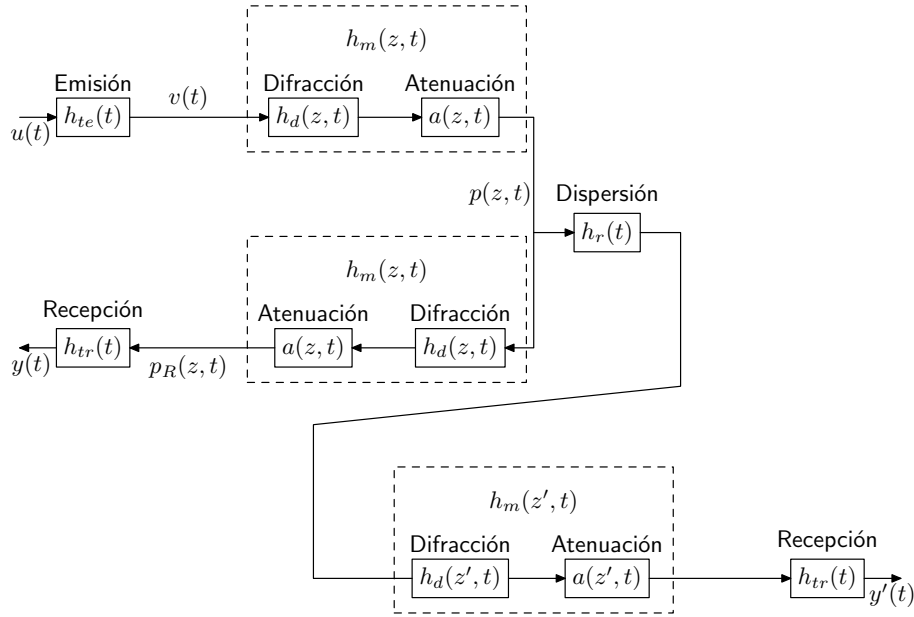 h_m(z, t)
Emisión
Difracción
Atenuación
v(t)
h_te(t)
h_d(z, t)
a(z, t)
u(t)
p(z, t)
Dispersión
h_r(t)
h_m(z, t)
Recepción
Atenuación
Difracción
h_tr(t)
a(z, t)
h_d(z, t)
y(t)
p_R(z, t)
h_m(z′, t)
Difracción
Atenuación
Recepción
h_d(z′, t)
a(z′, t)
h_tr(t)
y′(t)